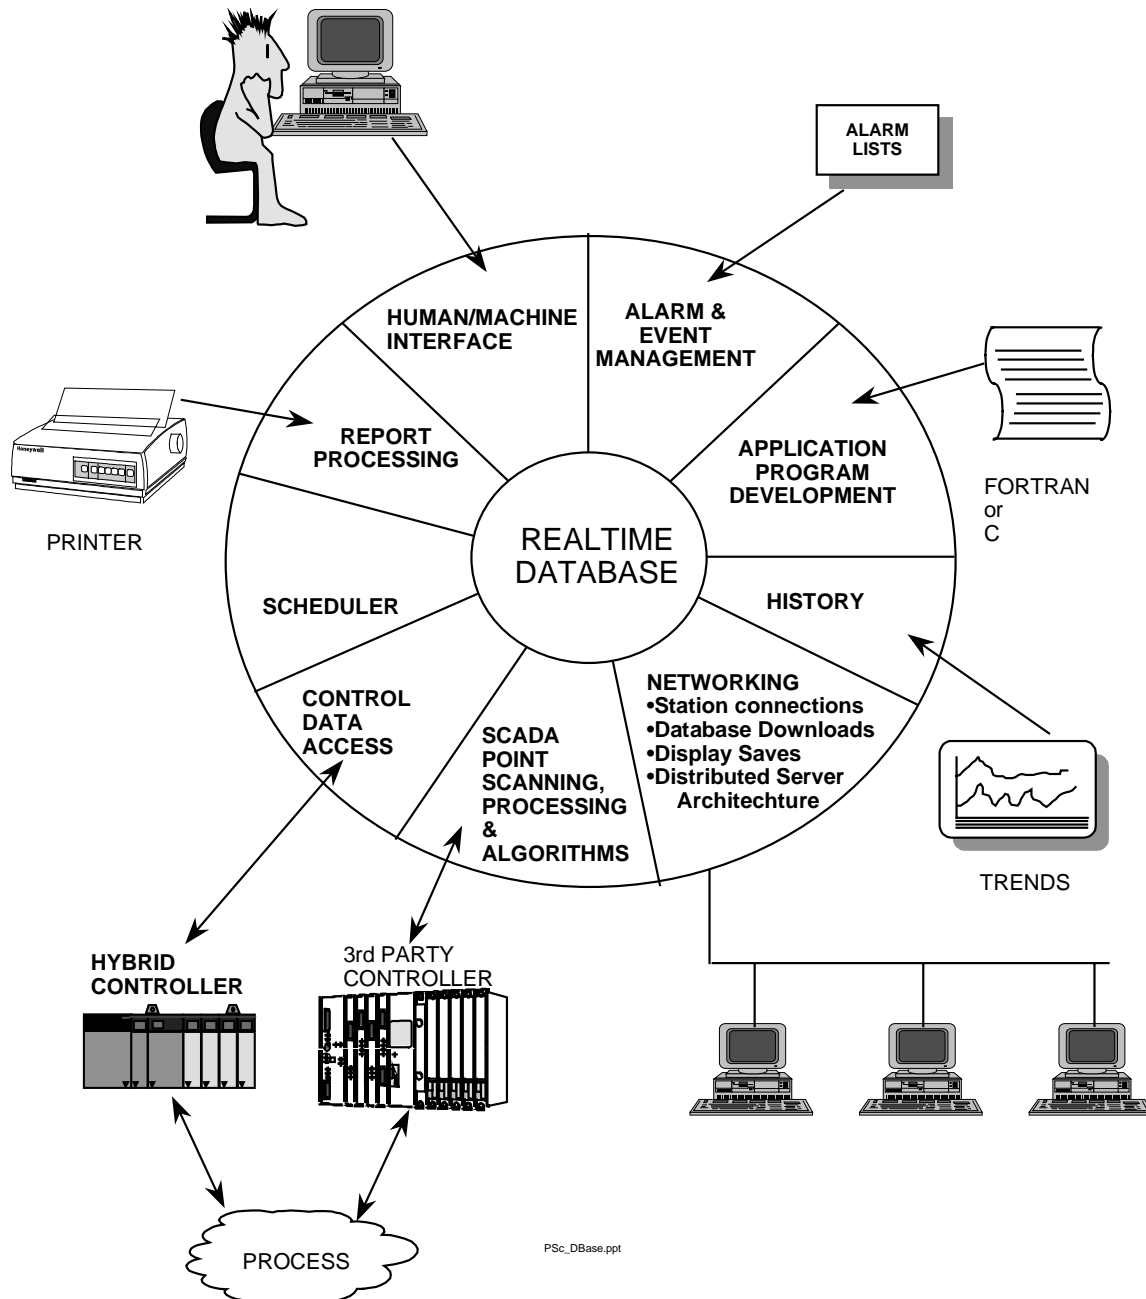 ALARM
LISTS
HUMAN/MACHINE
INTERFACE
ALARM &
EVENT
MANAGEMENT
Honeywell
PRINTER
REPORT
PROCESSING
APPLICATION
PROGRAM
DEVELOPMENT
FORTRAN
or
C
REALTIME
DATABASE
SCHEDULER
HISTORY
CONTROL
DATA
ACCESS
SCADA
POINT
SCANNING,
PROCESSING
&
ALGORITHMS
NETWORKING
•Station connections
•Database Downloads
•Display Saves
•Distributed Server
Architechture
TRENDS
HYBRID
CONTROLLER
3rd PARTY
CONTROLLER
PROCESS
PSc_DBase.ppt